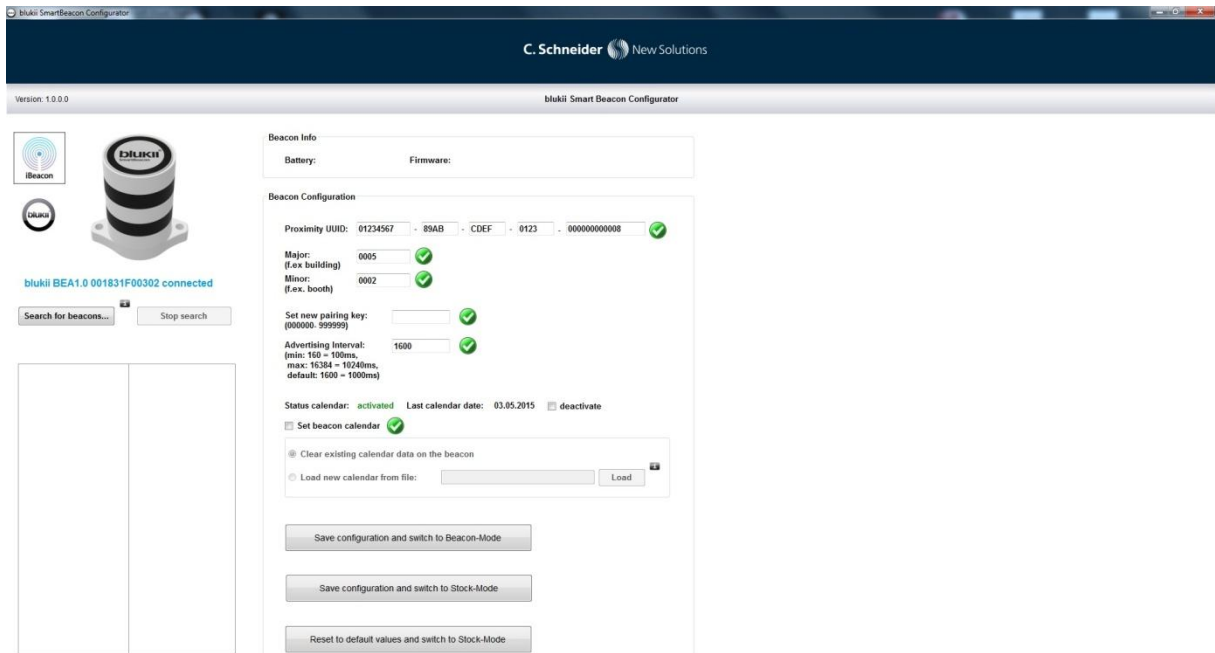 blukii SmartBeacon Configurator
C. Schneider New Solutions
Version: 1.0.0.0
blukii Smart Beacon Configurator
iBeacon
blukii
SmartBeacon
blukii
blukii BEA1.0 001831F00302 connected
Search for beacons... Stop search
Beacon Info
Battery: Firmware:
Beacon Configuration
Proximity UUID: 01234567 - 89AB - CDEF - 0123 - 000000000008
Major: 0005
(f.ex building)
Minor: 0002
(f.ex. booth)
Set new pairing key:
(000000- 999999)
Advertising Interval: 1600
(min: 160 = 100ms,
max: 16384 = 10240ms,
default: 1600 = 1000ms)
Status calendar: activated Last calendar date: 03.05.2015 deactivate
Set beacon calendar
Clear existing calendar data on the beacon
Load new calendar from file: Load
Save configuration and switch to Beacon-Mode
Save configuration and switch to Stock-Mode
Reset to default values and switch to Stock-Mode